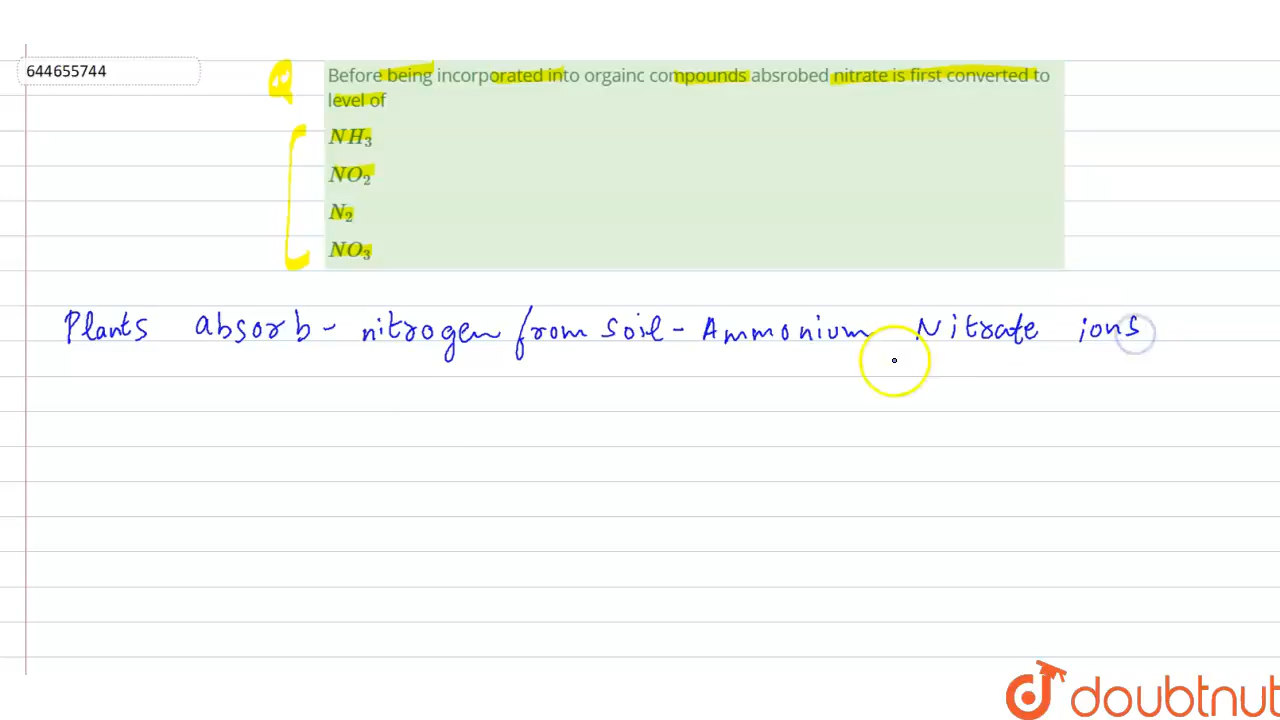 644655744
Q
Before being incorporated into orgainc compounds absrobed nitrate is first converted to
level of
NH3
NO2
N2
NO3
Plants absorb - nitrogen from soil - Ammonium Nitrate ions
doubtnut